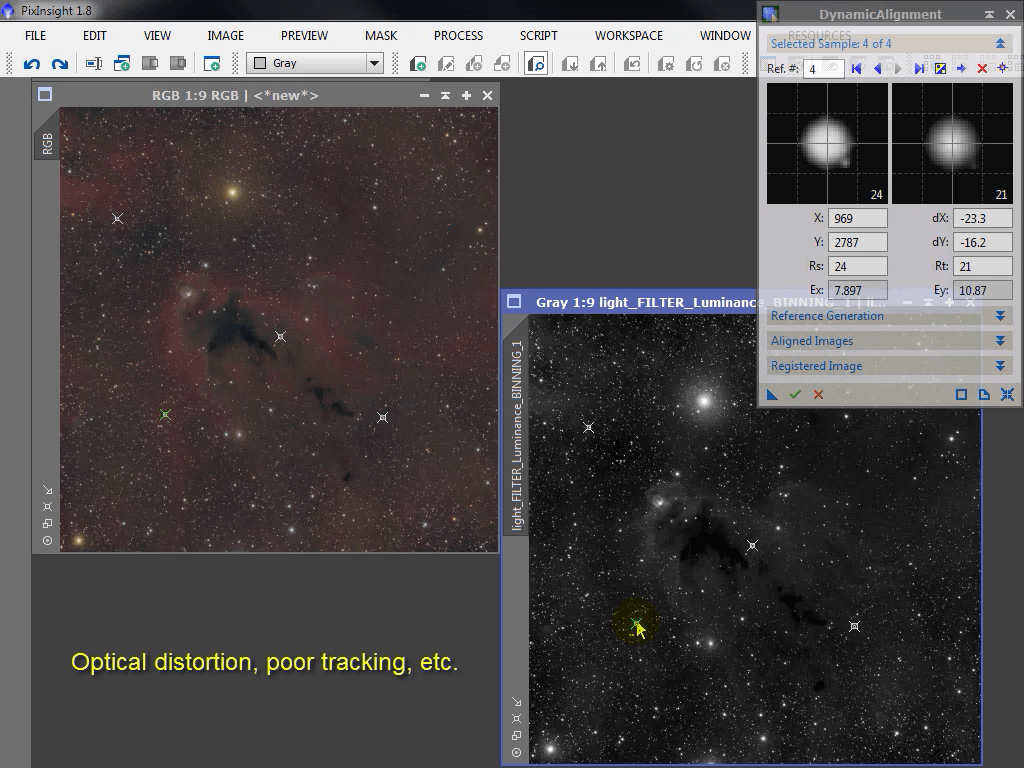 PixInsight 1.8
FILE EDIT VIEW IMAGE PREVIEW MASK PROCESS SCRIPT WORKSPACE WINDOW RESOURCES
Gray
RGB 1:9 RGB | <*new*>
RGB
Gray 1:9 light_FILTER_Luminance_BINNING_1 | li...
light_FILTER_Luminance_BINNING_1
DynamicAlignment
Selected Sample: 4 of 4
Ref. #: 4
24 21
X: 969 dX: -23.3
Y: 2787 dY: -16.2
Rs: 24 Rt: 21
Ex: 7.897 Ey: 10.87
Reference Generation
Aligned Images
Registered Image
Optical distortion, poor tracking, etc.